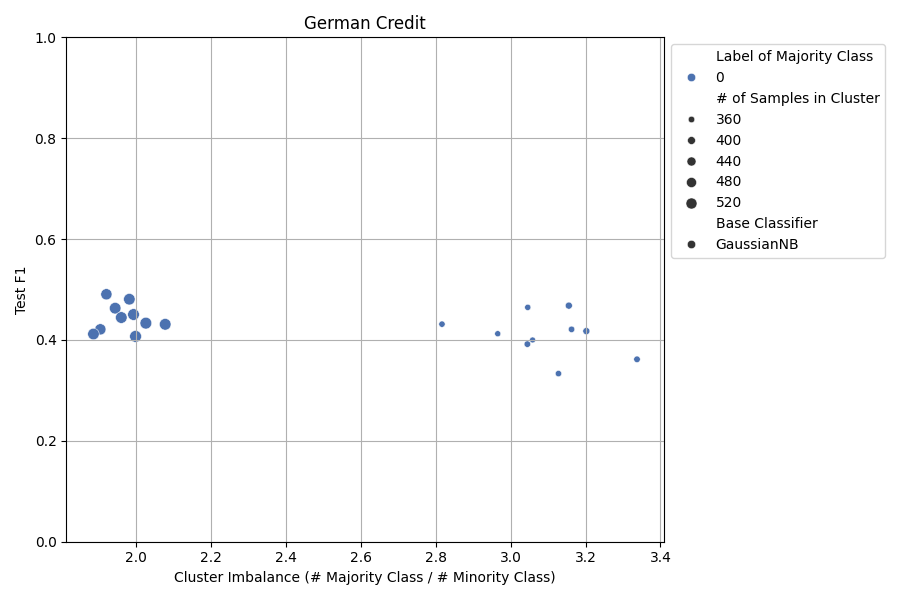 German Credit
1.0
0.8
0.6
0.4
0.2
0.0
Test F1
2.0 2.2 2.4 2.6 2.8 3.0 3.2 3.4
Cluster Imbalance (# Majority Class / # Minority Class)
Label of Majority Class
0
# of Samples in Cluster
360
400
440
480
520
Base Classifier
GaussianNB